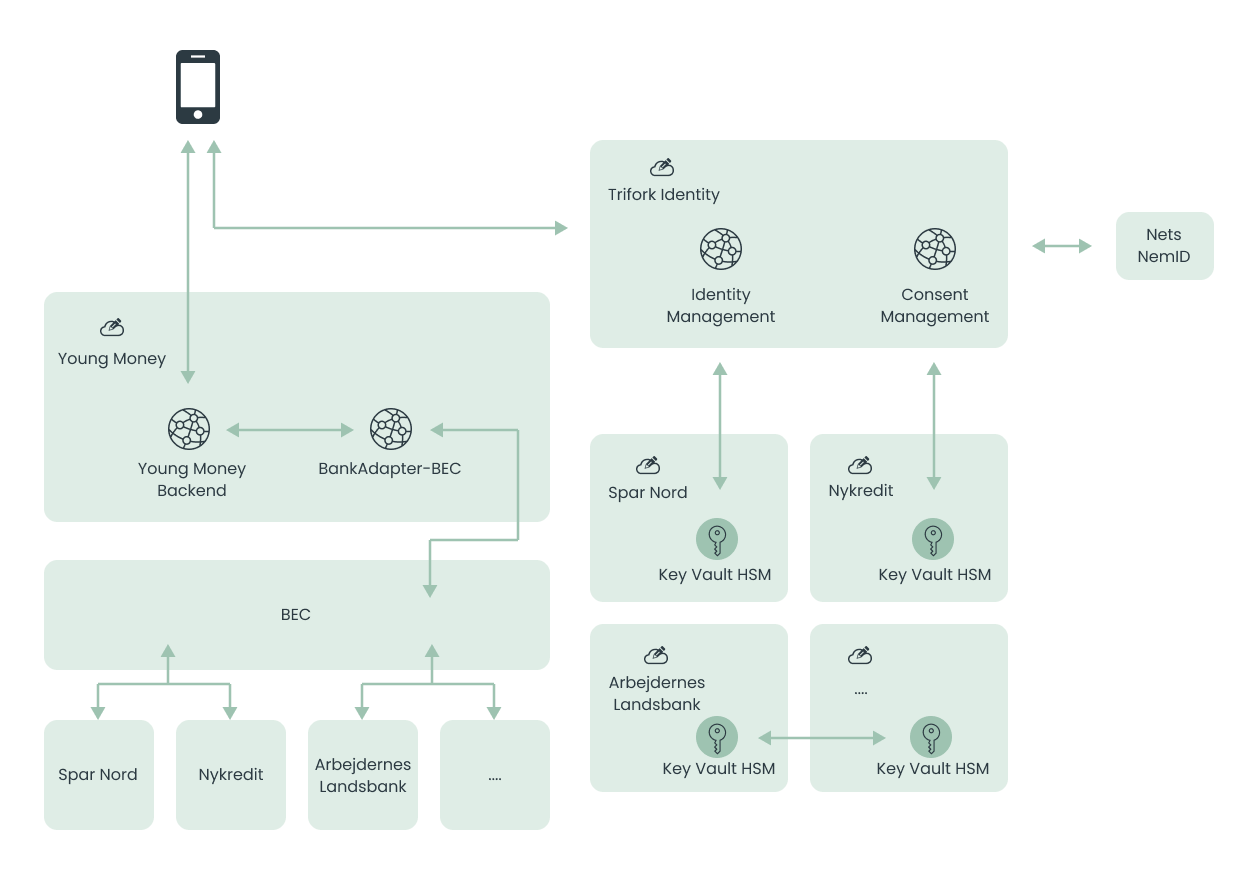 Trifork Identity
Identity
Management
Consent
Management
Nets
NemID
Young Money
Young Money
Backend
BankAdapter-BEC
Spar Nord
Key Vault HSM
Nykredit
Key Vault HSM
BEC
Arbejdernes
Landsbank
Key Vault HSM
....
Key Vault HSM
Spar Nord
Nykredit
Arbejdernes
Landsbank
....